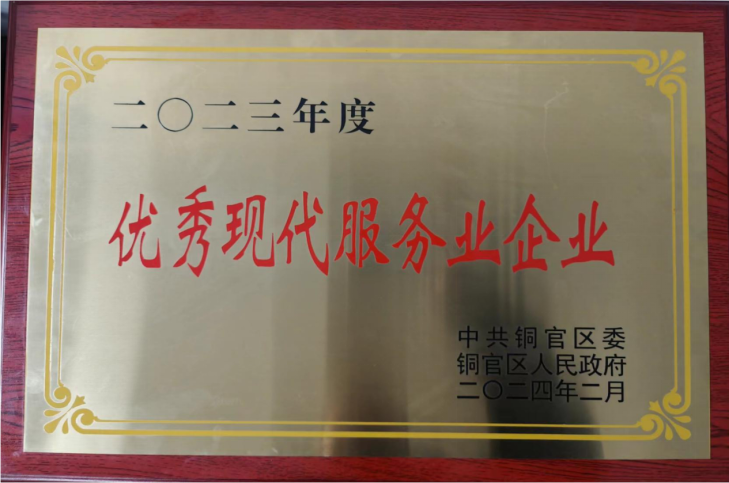 二〇二三年度
优秀现代服务业企业
中共铜官区委
铜官区人民政府
二〇二四年二月